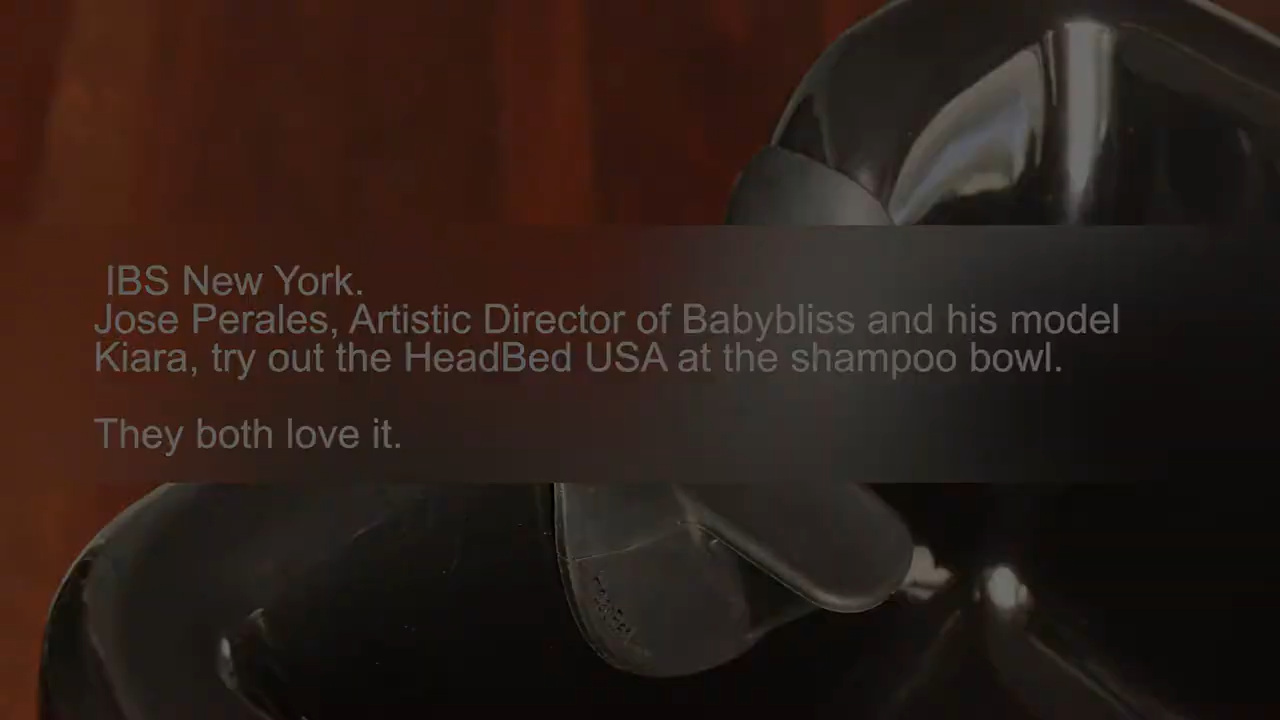 IBS New York.
Jose Perales, Artistic Director of Babybliss and his model
Kiara, try out the HeadBed USA at the shampoo bowl.
They both love it.